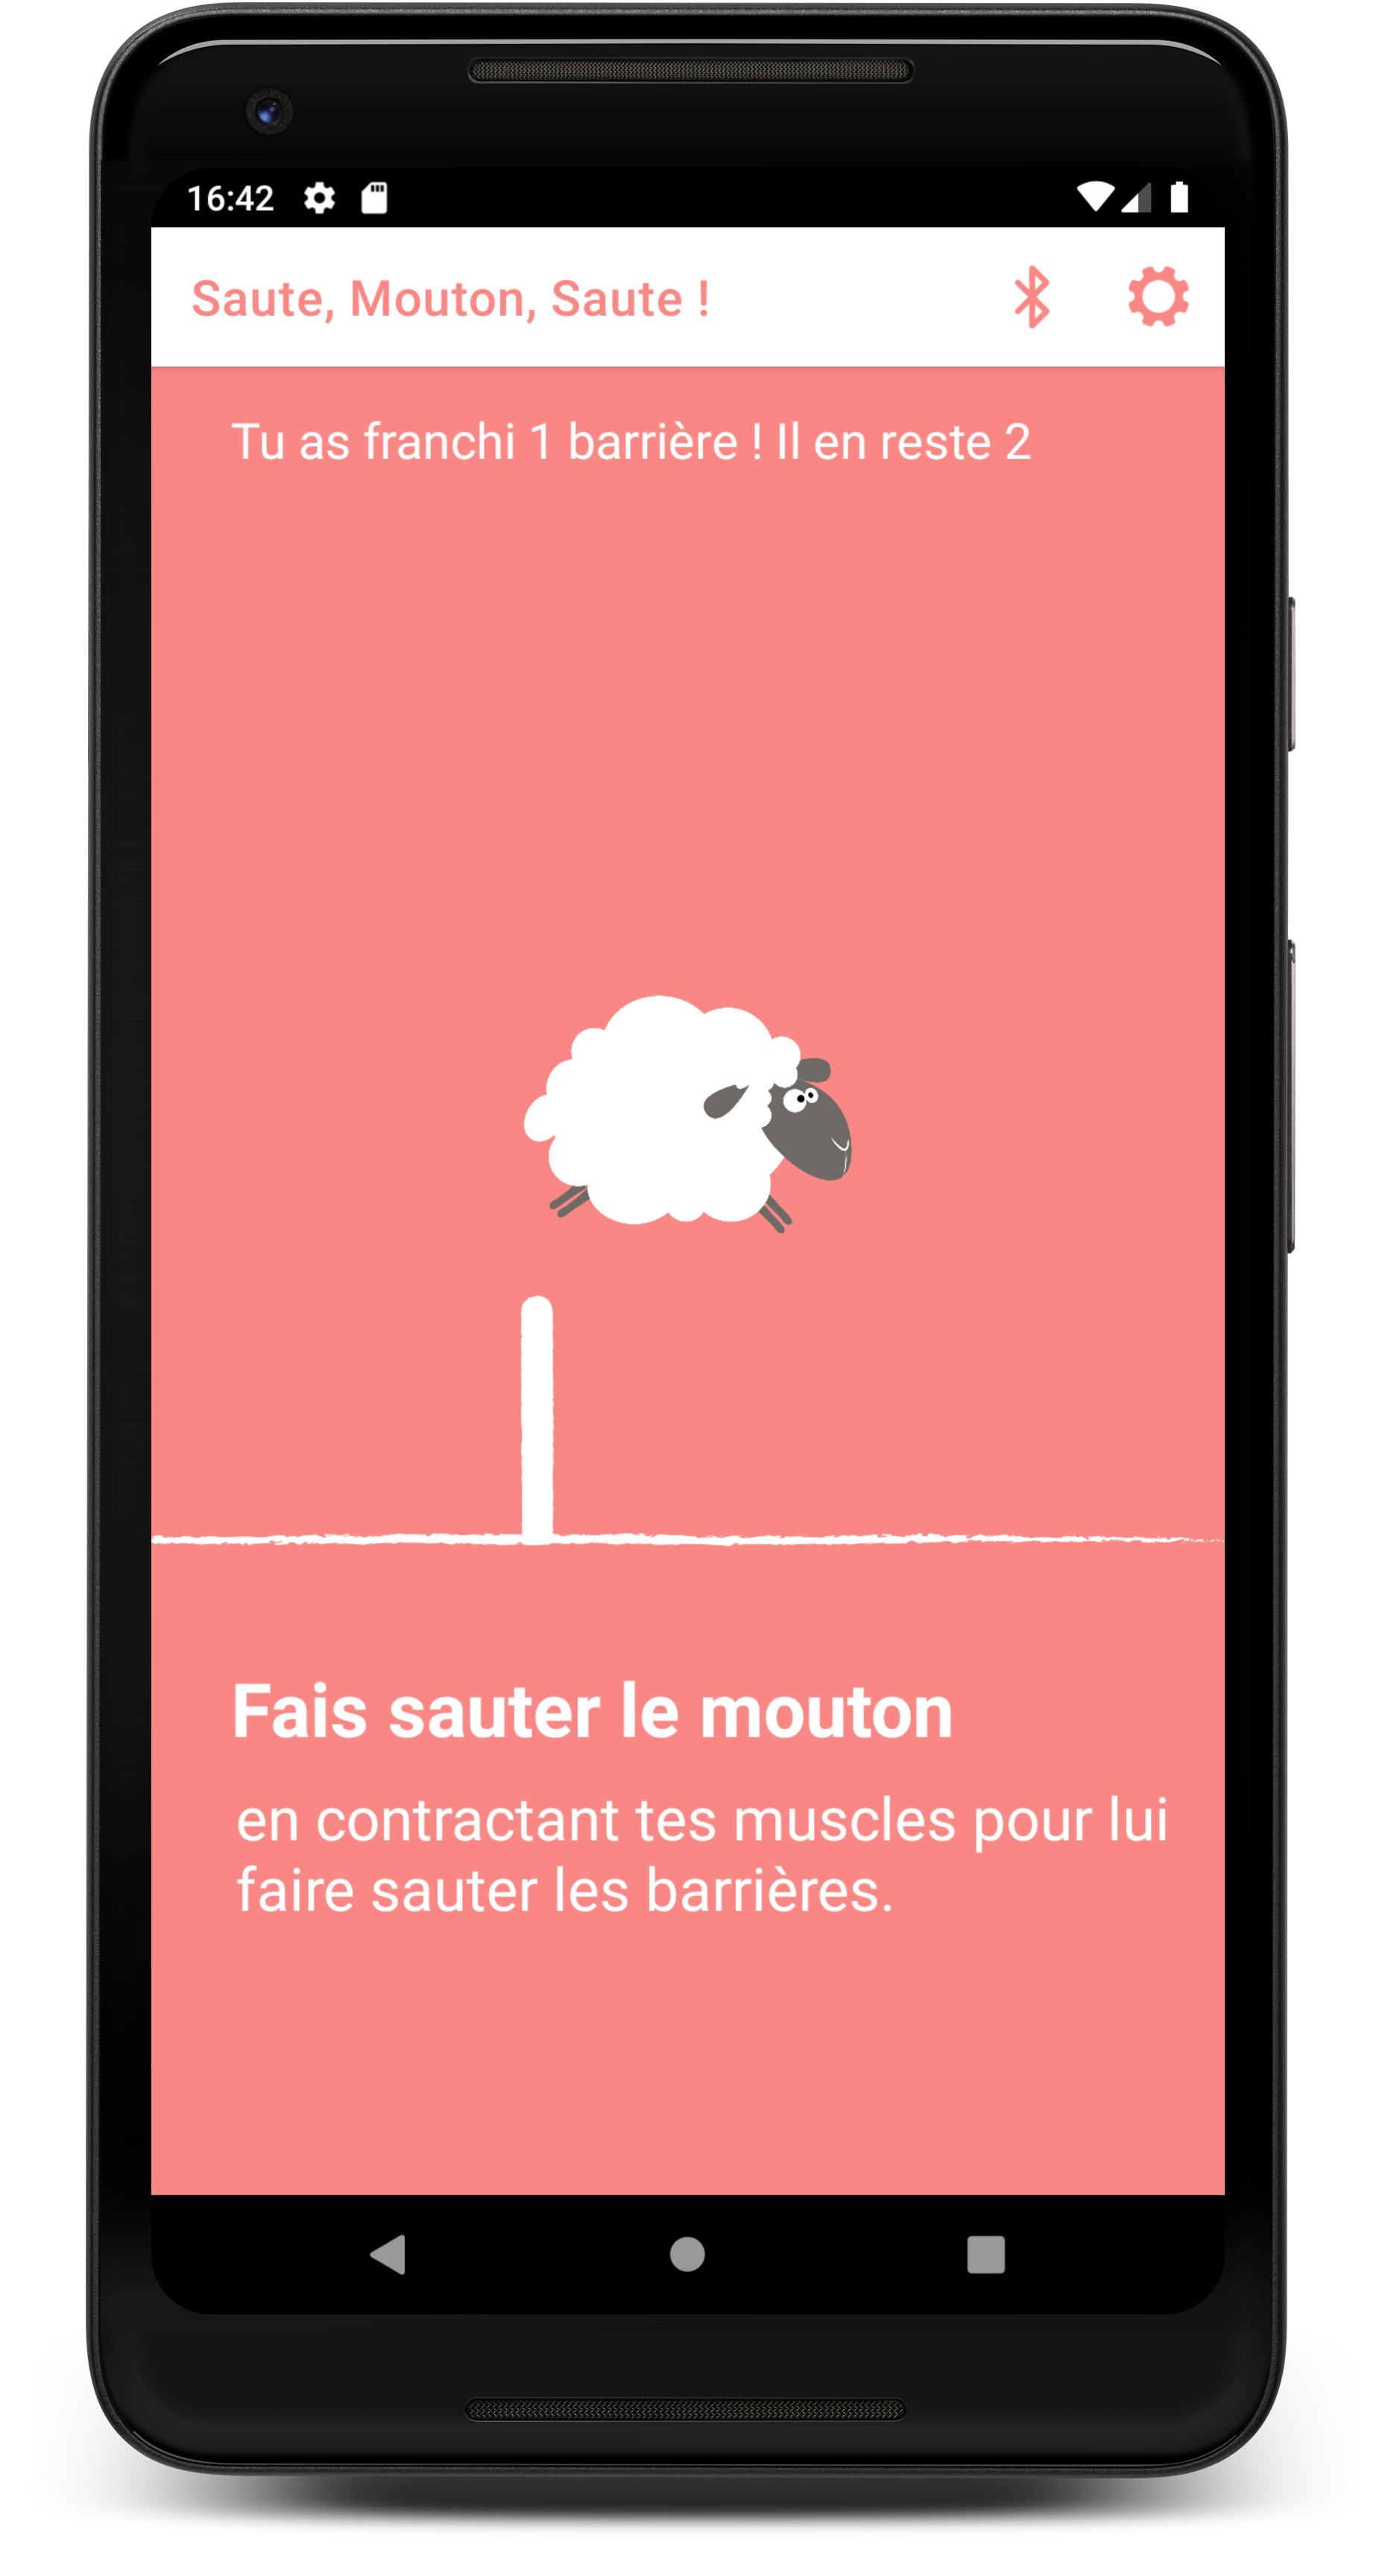 16:42
Saute, Mouton, Saute !
Tu as franchi 1 barrière ! Il en reste 2
Fais sauter le mouton
en contractant tes muscles pour lui
faire sauter les barrières.